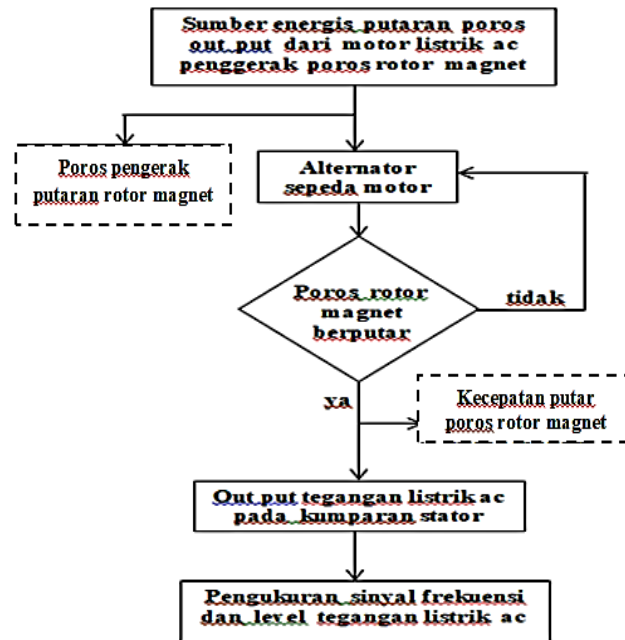 Sumber energis putaran poros
out put dari motor listrik ac
penggerak poros rotor magnet
Poros pengerak
putaran rotor magnet
Alternator
sepeda motor
Poros rotor
magnet
berputar
tidak
ya
Kecepatan putar
poros rotor magnet
Out put tegangan listrik ac
pada kumparan stator
Pengukuran sinyal frekuensi
dan level tegangan listrik ac